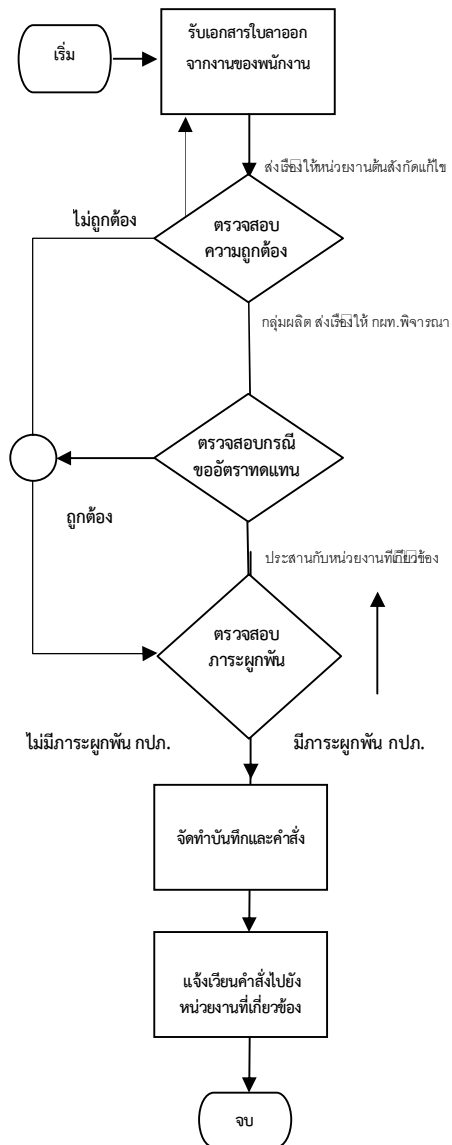 เริ่ม
รับเอกสารใบลาออก
จากงานของพนักงาน
ส่งเรื่องให้หน่วยงานต้นสังกัดแก้ไข
ไม่ถูกต้อง
ตรวจสอบ
ความถูกต้อง
กลุ่มผลิต ส่งเรื่องให้ กผท.พิจารณา
ตรวจสอบกรณี
ขออัตราทดแทน
ถูกต้อง
ประสานกับหน่วยงานที่เกี่ยวข้อง
ตรวจสอบ
ภาระผูกพัน
ไม่มีภาระผูกพัน กปภ.
มีภาระผูกพัน กปภ.
จัดทำบันทึกและคำสั่ง
แจ้งเวียนคำสั่งไปยัง
หน่วยงานที่เกี่ยวข้อง
จบ